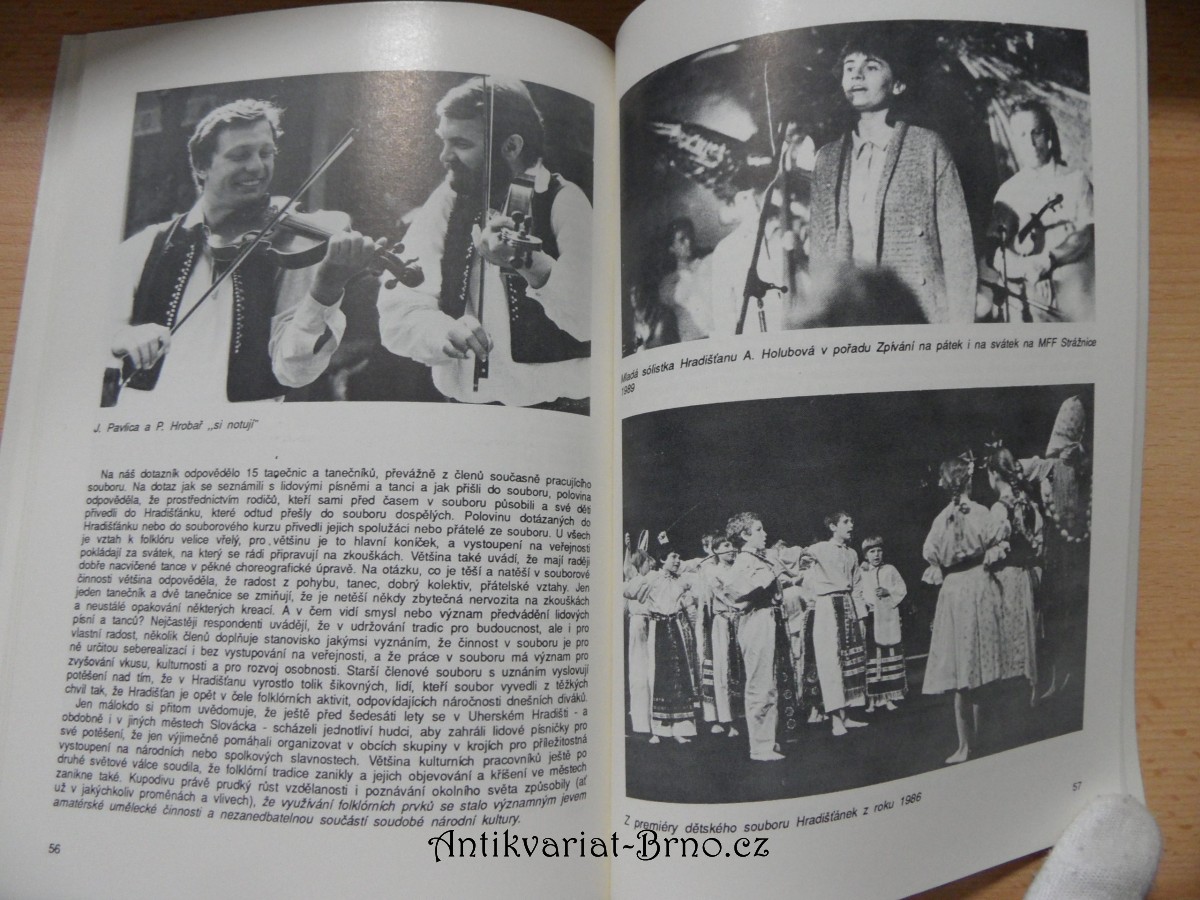 J. Pavlica a P. Hrobař ,,si notují"
Na náš dotazník odpovědělo 15 tanečnic a tanečníků, převážně z členů současně pracujícího
souboru. Na dotaz jak se seznámili s lidovými písněmi a tanci a jak přišli do souboru, polovina
odpověděla, že prostřednictvím rodičů, kteří sami před časem v souboru působili a své děti
přivedli do Hradišťánku, které odtud přešly do souboru dospělých. Polovinu dotázaných do
Hradišťánku nebo do souborového kurzu přivedli jejich spolužáci nebo přátelé ze souboru. U všech
je vztah k folklóru velice vřelý, pro většinu je to hlavní koníček, a vystoupení na veřejnosti
pokládají za svátek, na který se rádi připravují na zkouškách. Většina také uvádí, že mají raději
dobře nacvičené tance v pěkné choreografické úpravě. Na otázku, co je těší a netěší v souborové
činnosti většina odpověděla, že radost z pohybu, tanec, dobrý kolektiv, přátelské vztahy. Jen
jeden tanečník a dvě tanečnice se zmiňují, že je netěší někdy zbytečná nervozita na zkouškách
a neustálé opakování některých kreací. A v čem vidí smysl nebo význam předvádění lidových
písní a tanců? Nejčastěji respondenti uvádějí, že v udržování tradic pro budoucnost, ale i pro
vlastní radost, několik členů doplňuje stanovisko jakýmsi vyznáním, že činnost v souboru je pro
ně určitou seberealizací i bez vystupování na veřejnosti, a že práce v souboru má význam pro
zvyšování vkusu, kulturnosti a pro rozvoj osobnosti. Starší členové souboru s uznáním vyslovují
potěšení nad tím, že v Hradišťanu vyrostlo tolik šikovných, lidí, kteří soubor vyvedli z těžkých
chvil tak, že Hradišťan je opět v čele folklórních aktivit, odpovídajících náročnosti dnešních diváků.
Jen málokdo si přitom uvědomuje, že ještě před šedesáti lety se v Uherském Hradišti - a
obdobně i v jiných městech Slovácka - scházeli jednotliví hudci, aby zahráli lidové písničky pro
své potěšení, že jen výjimečně pomáhali organizovat v obcích skupiny v krojích pro příležitostná
vystoupení na národních nebo spolkových slavnostech. Většina kulturních pracovníků ještě po
druhé světové válce soudila, že folklórní tradice zanikly a jejich objevování a kříšení ve městech
zanikne také. Kupodivu právě prudký růst vzdělanosti i poznávání okolního světa způsobily (ať
už v jakýchkoliv proměnách a vlivech), že využívání folklórních prvků se stalo významným jevem
amatérské umělecké činnosti a nezanedbatelnou součástí soudobé národní kultury.
56
Mladá sólistka Hradišťanu A. Holubová v pořadu Zpívání na pátek i na svátek na MFF Strážnice
1989
Z premiéry dětského souboru Hradišťánek z roku 1986
57
Antikvariat-Brno.cz